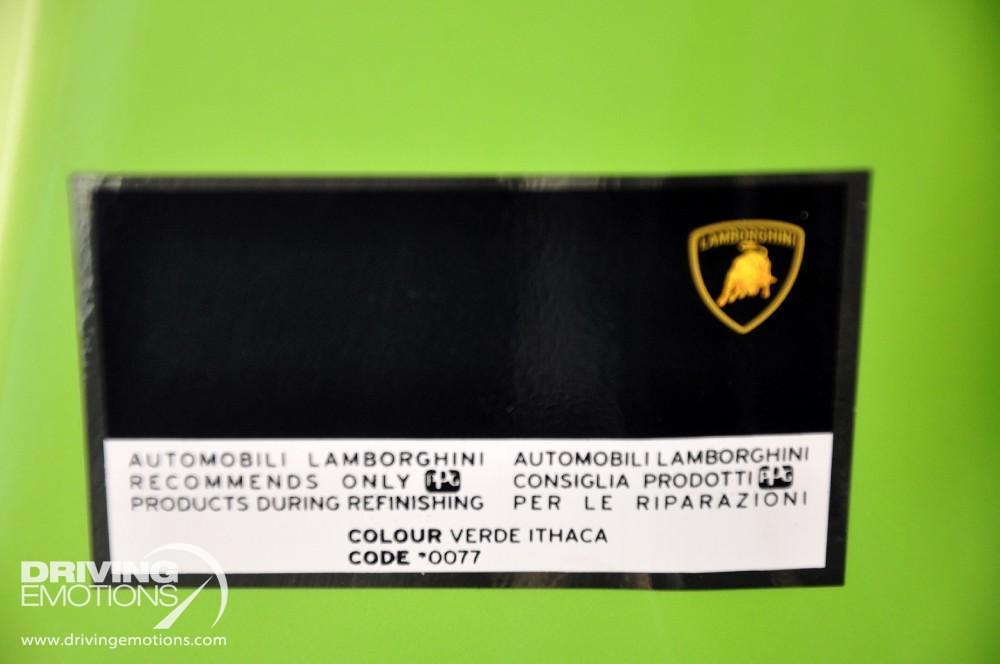 LAMBORGHINI
AUTOMOBILI LAMBORGHINI
RECOMMENDS ONLY PPG
PRODUCTS DURING REFINISHING
AUTOMOBILI LAMBORGHINI
CONSIGLIA PRODOTTI PPG
PER LE RIPARAZIONI
COLOUR VERDE ITHACA
CODE *0077
DRIVING
EMOTIONS
www.drivingemotions.com